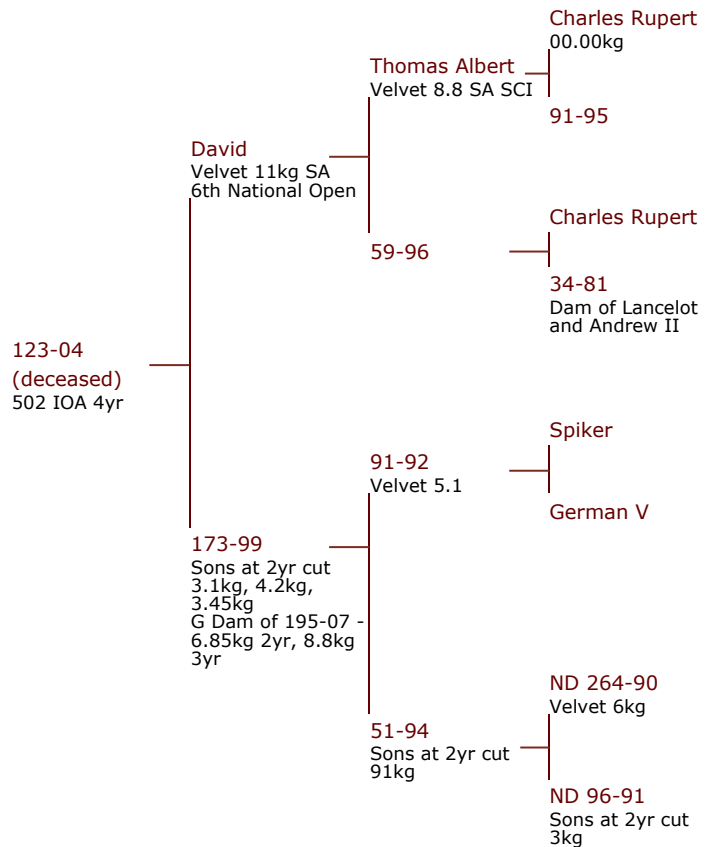 Charles Rupert
00.00kg
Thomas Albert
Velvet 8.8 SA SCI
91-95
David
Velvet 11kg SA
6th National Open
Charles Rupert
59-96
34-81
Dam of Lancelot
and Andrew II
123-04
(deceased)
502 IOA 4yr
Spiker
91-92
Velvet 5.1
German V
173-99
Sons at 2yr cut
3.1kg, 4.2kg,
3.45kg
G Dam of 195-07 -
6.85kg 2yr, 8.8kg
3yr
ND 264-90
Velvet 6kg
51-94
Sons at 2yr cut
91kg
ND 96-91
Sons at 2yr cut
3kg